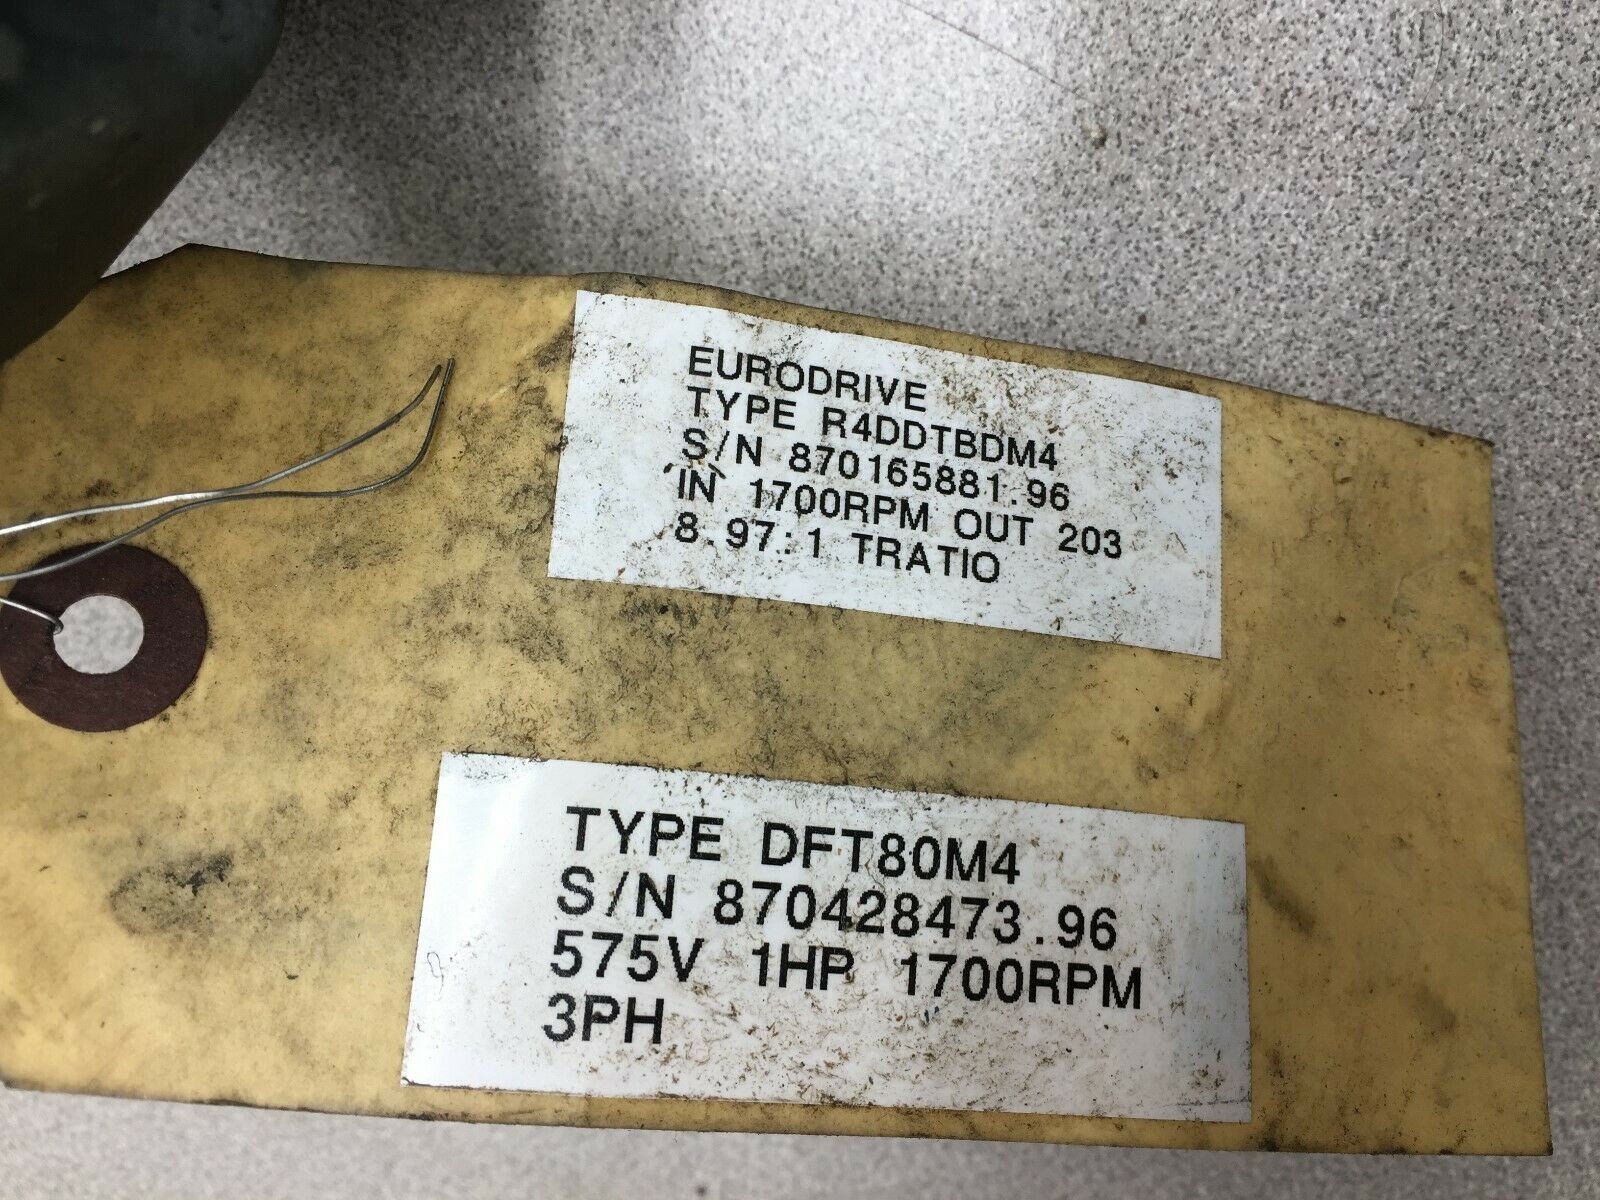 EURODRIVE
TYPE R4DDTBDM4
S/N 870165881.96
'IN' 1700RPM OUT 203
8.97:1 TRATIO
TYPE DFT80M4
S/N 870428473.96
575V 1HP 1700RPM
3PH